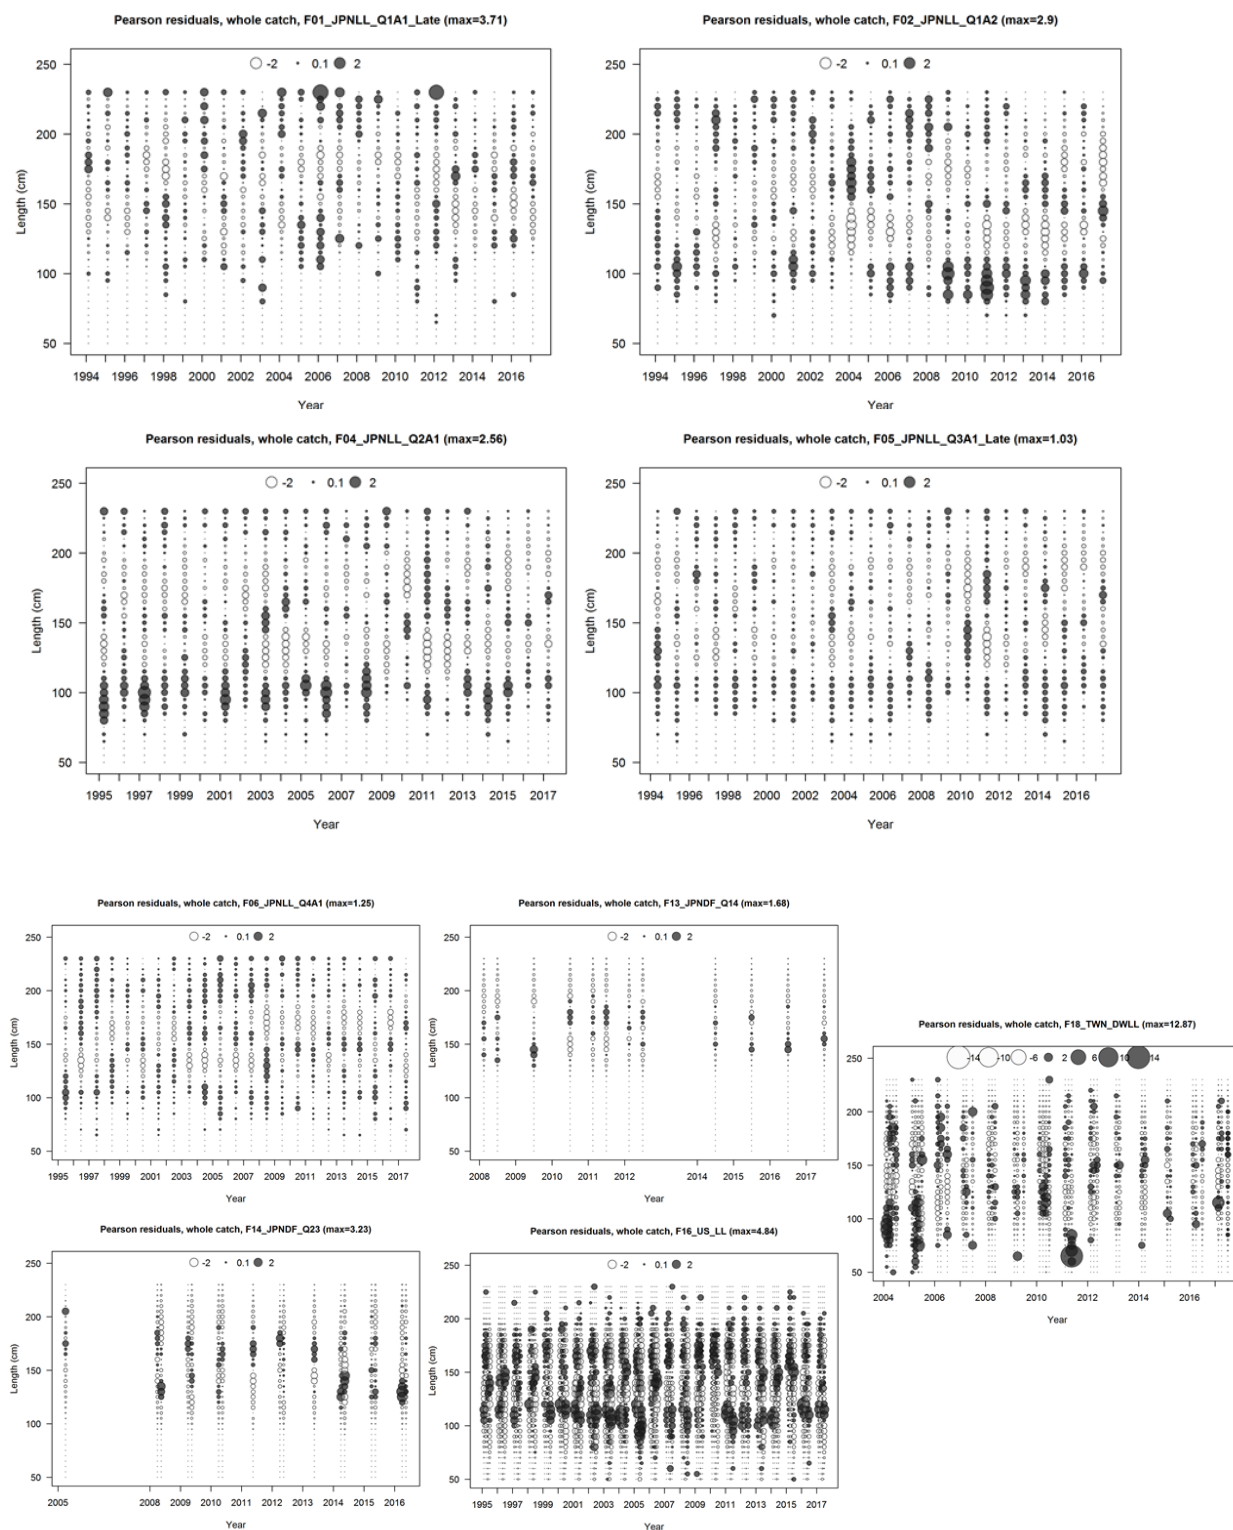 Pearson residuals, whole catch, F01_JPNLL_Q1A1_Late (max=3.71)
-2 0.1 2
250
200
150
100
50
Length (cm)
1994 1996 1998 2000 2002 2004 2006 2008 2010 2012 2014 2016
Year
Pearson residuals, whole catch, F02_JPNLL_Q1A2 (max=2.9)
-2 0.1 2
250
200
150
100
50
Length (cm)
1994 1996 1998 2000 2002 2004 2006 2008 2010 2012 2014 2016
Year
Pearson residuals, whole catch, F04_JPNLL_Q2A1 (max=2.56)
-2 0.1 2
250
200
150
100
50
Length (cm)
1995 1997 1999 2001 2003 2005 2007 2009 2011 2013 2015 2017
Year
Pearson residuals, whole catch, F05_JPNLL_Q3A1_Late (max=1.03)
-2 0.1 2
250
200
150
100
50
Length (cm)
1994 1996 1998 2000 2002 2004 2006 2008 2010 2012 2014 2016
Year
Pearson residuals, whole catch, F06_JPNLL_Q4A1 (max=1.25)
-2 0.1 2
250
200
150
100
50
Length (cm)
1995 1997 1999 2001 2003 2005 2007 2009 2011 2013 2015 2017
Year
Pearson residuals, whole catch, F13_JPNDF_Q14 (max=1.68)
-2 0.1 2
250
200
150
100
50
Length (cm)
2008 2009 2010 2011 2012 2014 2015 2016 2017
Year
Pearson residuals, whole catch, F18_TWN_DWLL (max=12.87)
-14 -10 -6 2 6 10 14
250
200
150
100
50
Length (cm)
2004 2006 2008 2010 2012 2014 2016
Year
Pearson residuals, whole catch, F14_JPNDF_Q23 (max=3.23)
-2 0.1 2
250
200
150
100
50
Length (cm)
2005 2008 2009 2010 2011 2012 2013 2014 2015 2016
Year
Pearson residuals, whole catch, F16_US_LL (max=4.84)
-2 0.1 2
250
200
150
100
50
Length (cm)
1995 1997 1999 2001 2003 2005 2007 2009 2011 2013 2015 2017
Year